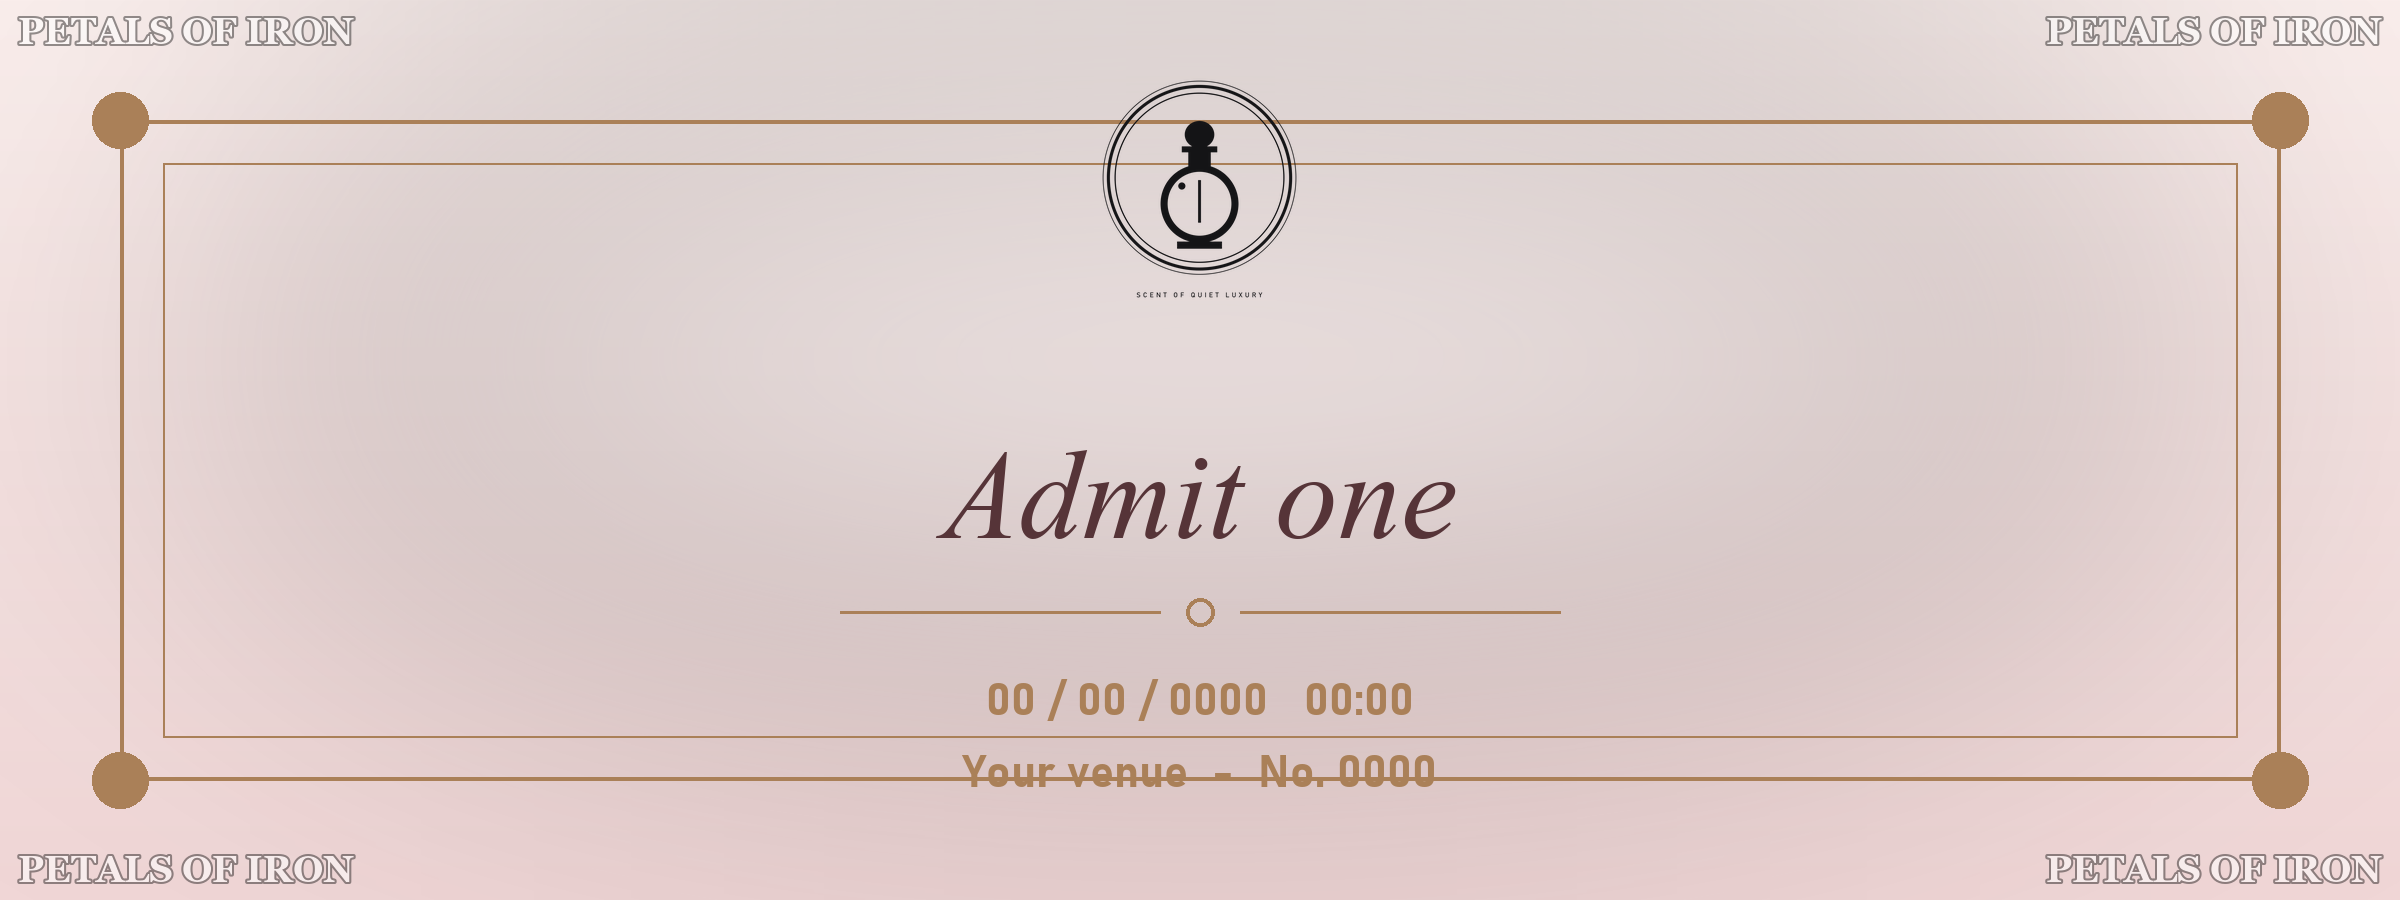 PETALS OF IRON PETALS OF IRON
SCENT OF QUIET LUXURY
Admit one
00 / 00 / 0000 00:00
Your venue - No. 0000
PETALS OF IRON PETALS OF IRON